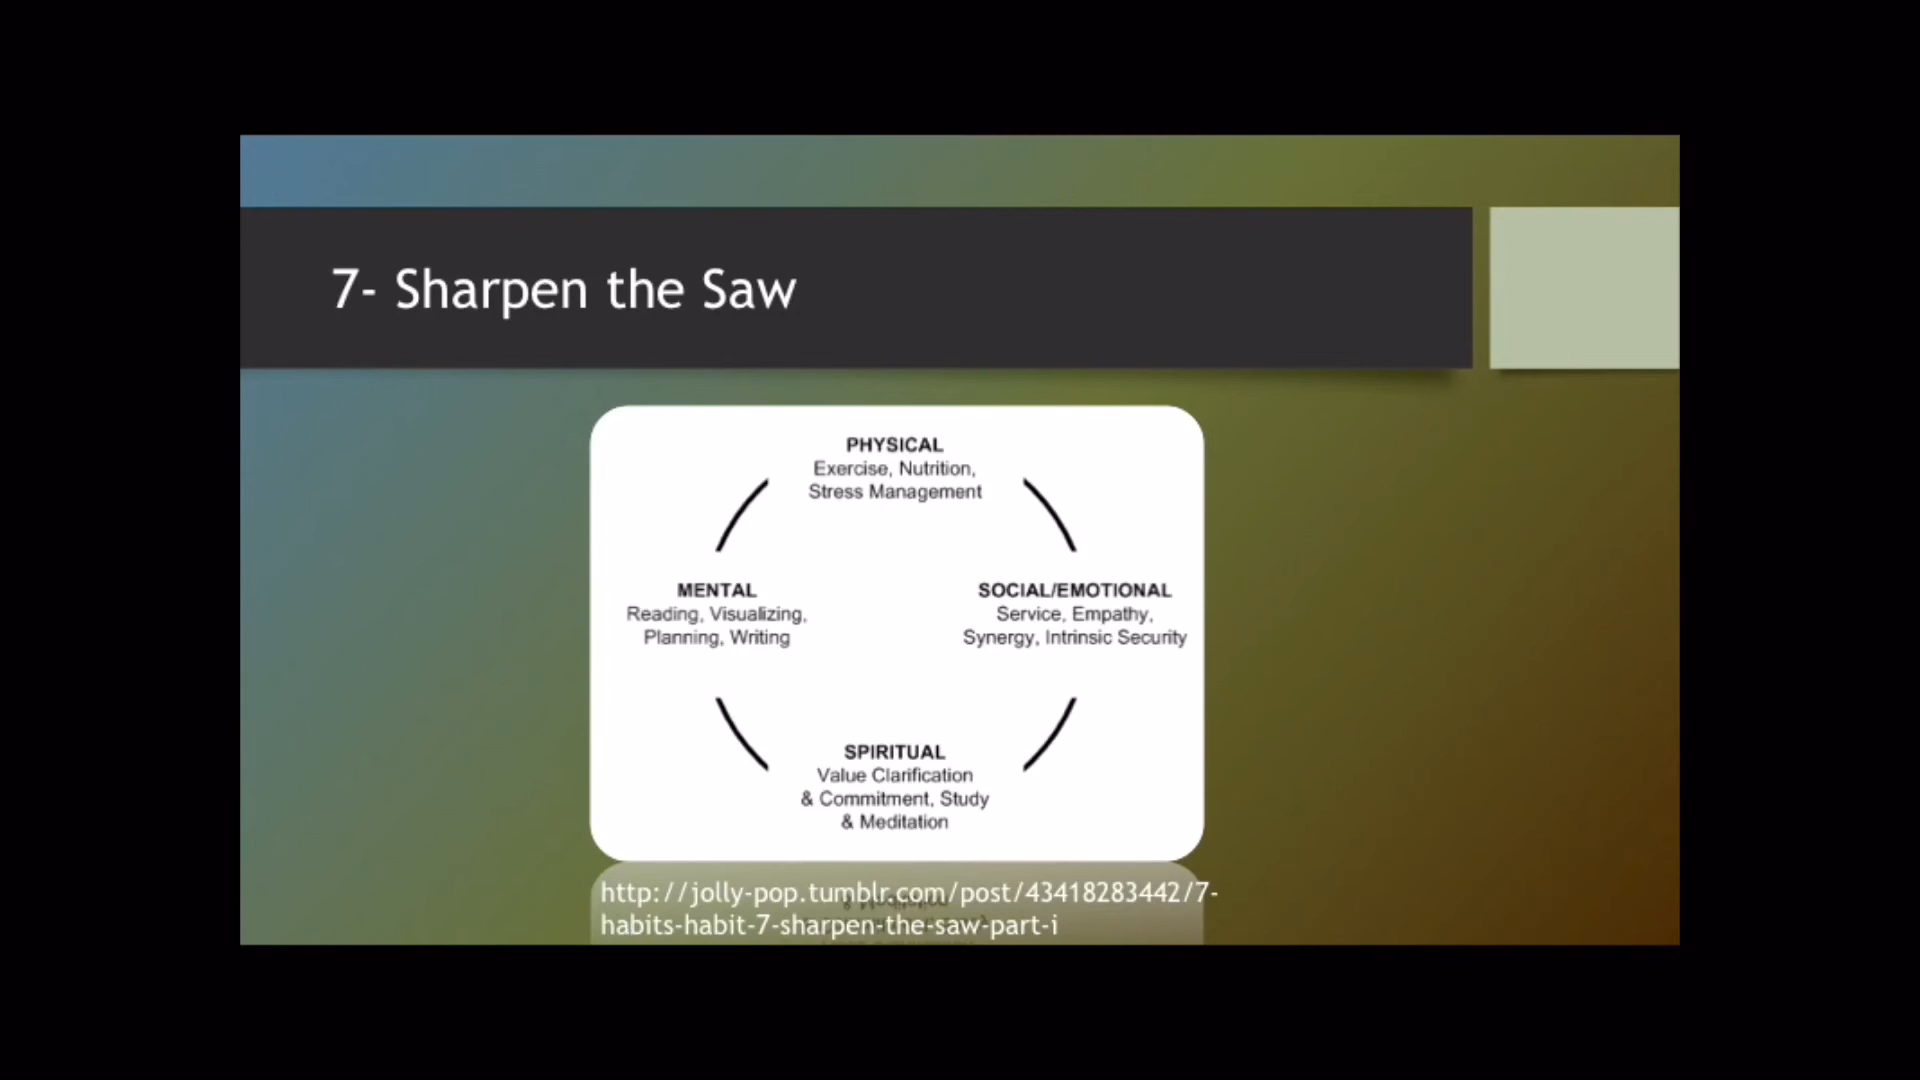 7- Sharpen the Saw
PHYSICAL
Exercise, Nutrition,
Stress Management
MENTAL
Reading, Visualizing,
Planning, Writing
SOCIAL/EMOTIONAL
Service, Empathy,
Synergy, Intrinsic Security
SPIRITUAL
Value Clarification
& Commitment, Study
& Meditation
http://jolly-pop.tumblr.com/post/43418283442/7-
habits-habit-7-sharpen-the-saw-part-i